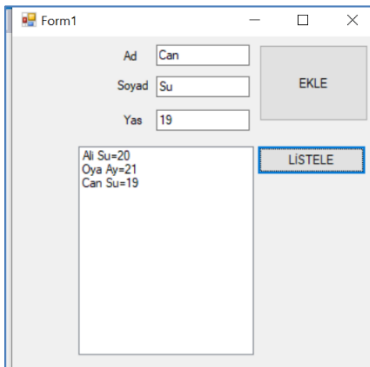 Form1
Ad Can
EKLE
Soyad Su
Yas 19
Ali Su=20
Oya Ay=21
Can Su=19
LİSTELE